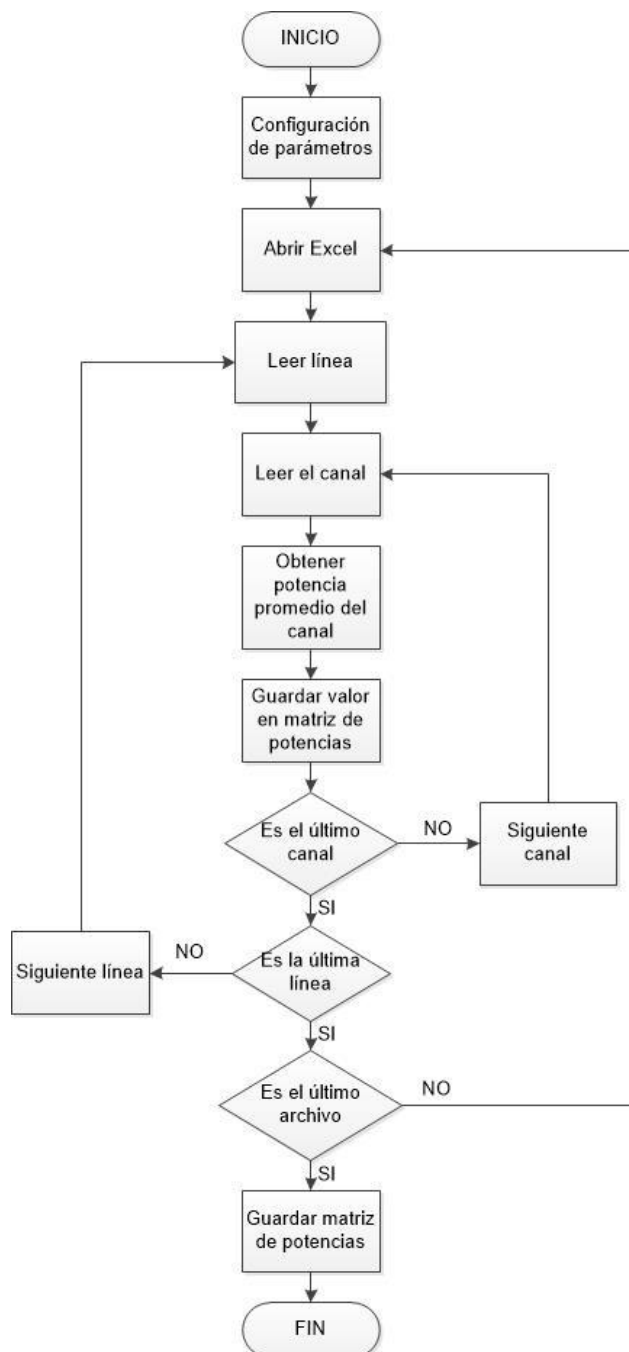 INICIO
Configuración
de parámetros
Abrir Excel
Leer línea
Leer el canal
Obtener
potencia
promedio del
canal
Guardar valor
en matriz de
potencias
Es el último
canal
NO
Siguiente
canal
SI
Es la última
línea
NO
Siguiente línea
SI
Es el último
archivo
NO
SI
Guardar matriz
de potencias
FIN